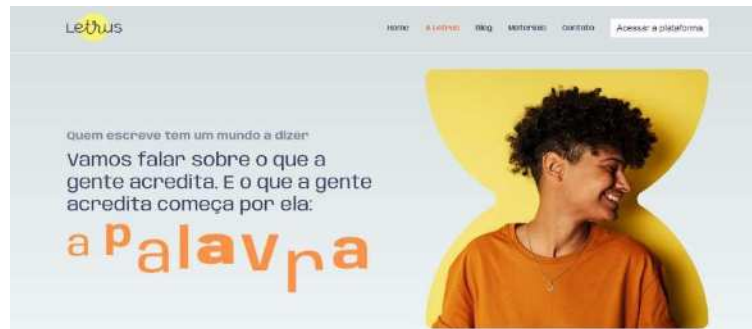 Letrus
Home A Letrus Blog Materiais Contato Acessar a plataforma
Quem escreve tem um mundo a dizer
Vamos falar sobre o que a
gente acredita. E o que a gente
acredita começa por ela:
a palavra